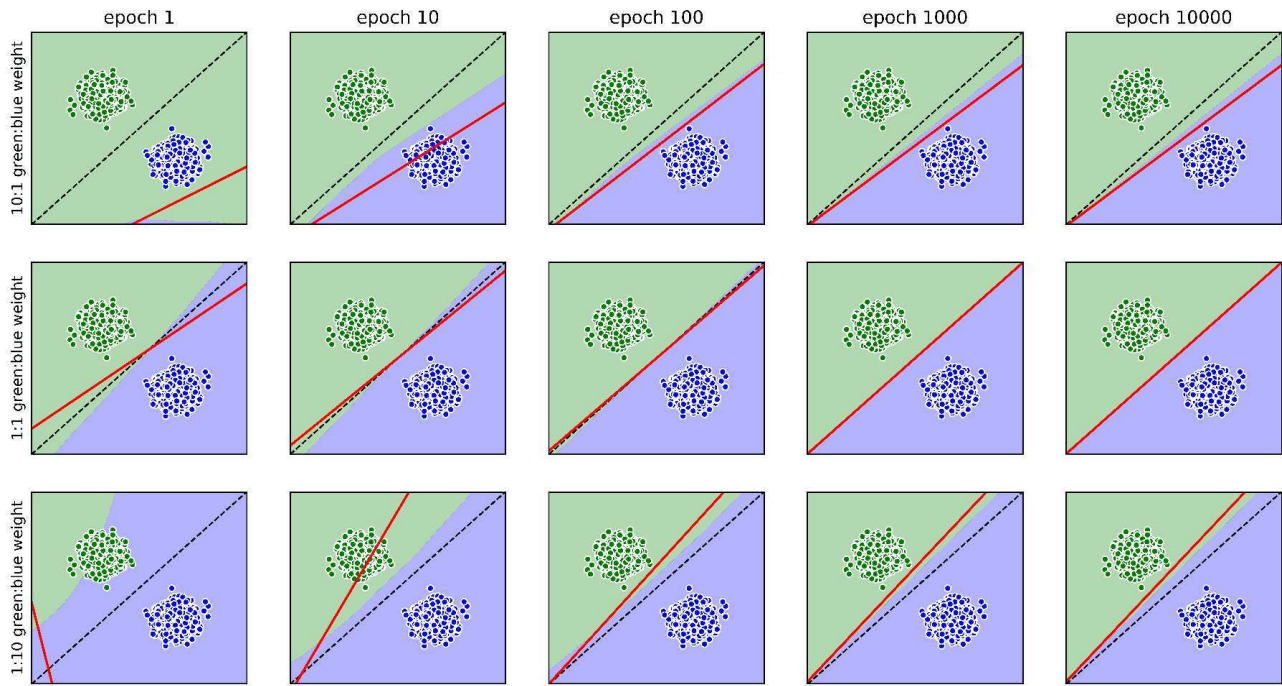 epoch 1
epoch 10
epoch 100
epoch 1000
epoch 10000
10:1 green:blue weight
1:1 green:blue weight
1:10 green:blue weight